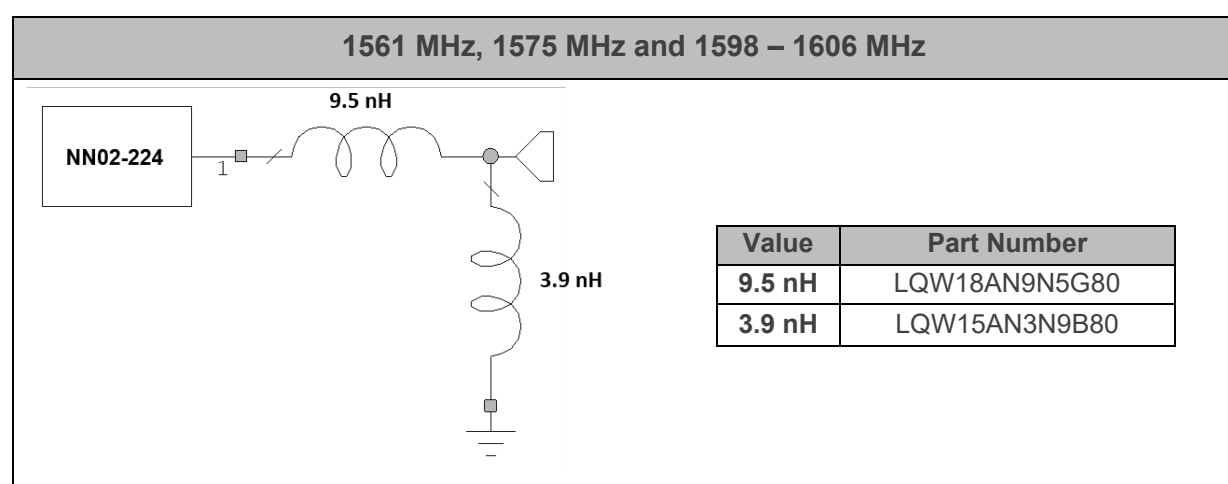 1561 MHz, 1575 MHz and 1598 – 1606 MHz
9.5 nH
NN02-224
1
3.9 nH
Value Part Number
9.5 nH LQW18AN9N5G80
3.9 nH LQW15AN3N9B80